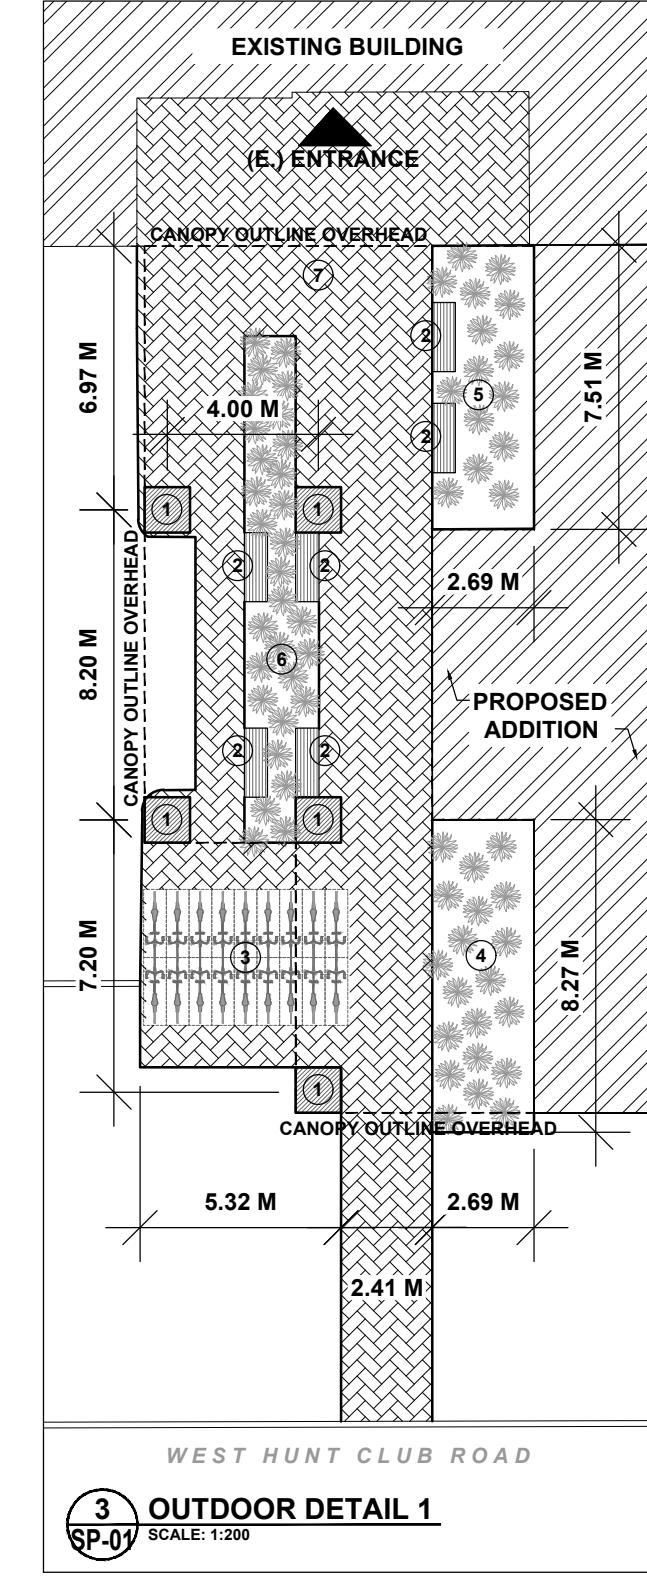 EXISTING BUILDING
(E.) ENTRANCE
CANOPY OUTLINE OVERHEAD
7
2
6.97 M
5
7.51 M
4.00 M
2
1
1
CANOPY OUTLINE OVERHEAD
2
2
2.69 M
8.20 M
6
PROPOSED
ADDITION
2
2
1
1
7.20 M
3
4
8.27 M
1
CANOPY OUTLINE OVERHEAD
5.32 M
2.69 M
2.41 M
WEST HUNT CLUB ROAD
3
SP-01
OUTDOOR DETAIL 1
SCALE: 1:200